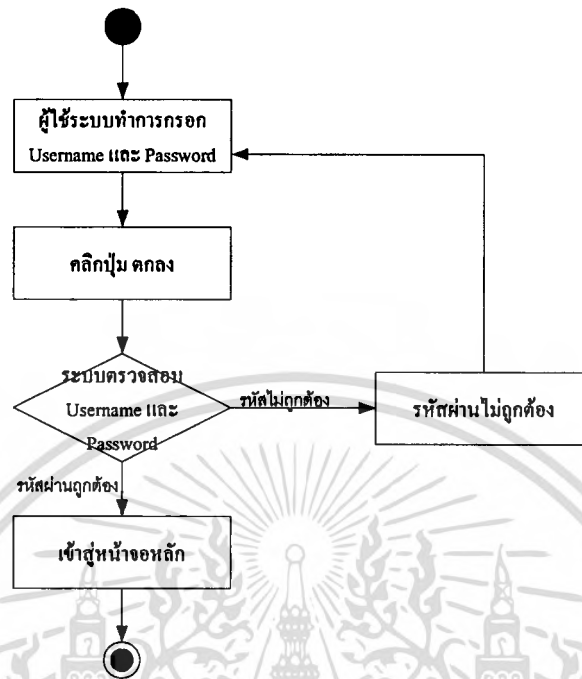 ผู้ใช้ระบบทำการกรอก
Username และ Password
คลิกปุ่ม ตกลง
ระบบตรวจสอบ
Username และ
Password
รหัสไม่ถูกต้อง
รหัสผ่านไม่ถูกต้อง
รหัสผ่านถูกต้อง
เข้าสู่หน้าจอหลัก